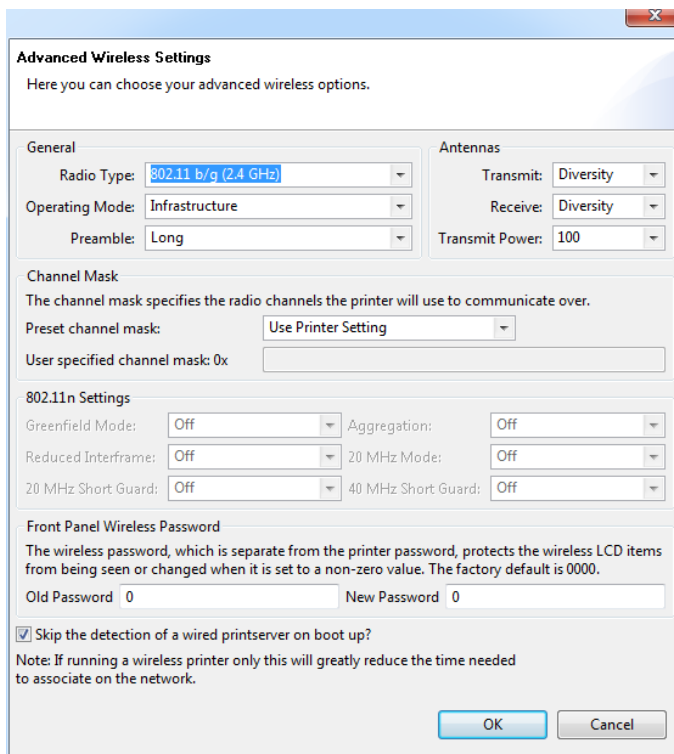 Advanced Wireless Settings
Here you can choose your advanced wireless options.
General
Radio Type: 802.11 b/g (2.4 GHz)
Operating Mode: Infrastructure
Preamble: Long
Antennas
Transmit: Diversity
Receive: Diversity
Transmit Power: 100
Channel Mask
The channel mask specifies the radio channels the printer will use to communicate over.
Preset channel mask: Use Printer Setting
User specified channel mask: 0x
802.11n Settings
Greenfield Mode: Off Aggregation: Off
Reduced Interframe: Off 20 MHz Mode: Off
20 MHz Short Guard: Off 40 MHz Short Guard: Off
Front Panel Wireless Password
The wireless password, which is separate from the printer password, protects the wireless LCD items
from being seen or changed when it is set to a non-zero value. The factory default is 0000.
Old Password 0 New Password 0
Skip the detection of a wired printserver on boot up?
Note: If running a wireless printer only this will greatly reduce the time needed
to associate on the network.
OK Cancel